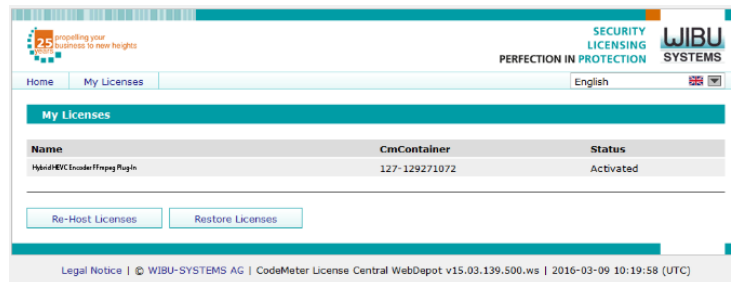 25 years
propelling your
business to new heights
SECURITY
LICENSING
PERFECTION IN PROTECTION
WIBU
SYSTEMS
Home My Licenses
English
My Licenses
Name CmContainer Status
Hybrid HEVC Encoder FFmpeg Plug-In 127-129271072 Activated
Re-Host Licenses Restore Licenses
Legal Notice | © WIBU-SYSTEMS AG | CodeMeter License Central WebDepot v15.03.139.500.ws | 2016-03-09 10:19:58 (UTC)